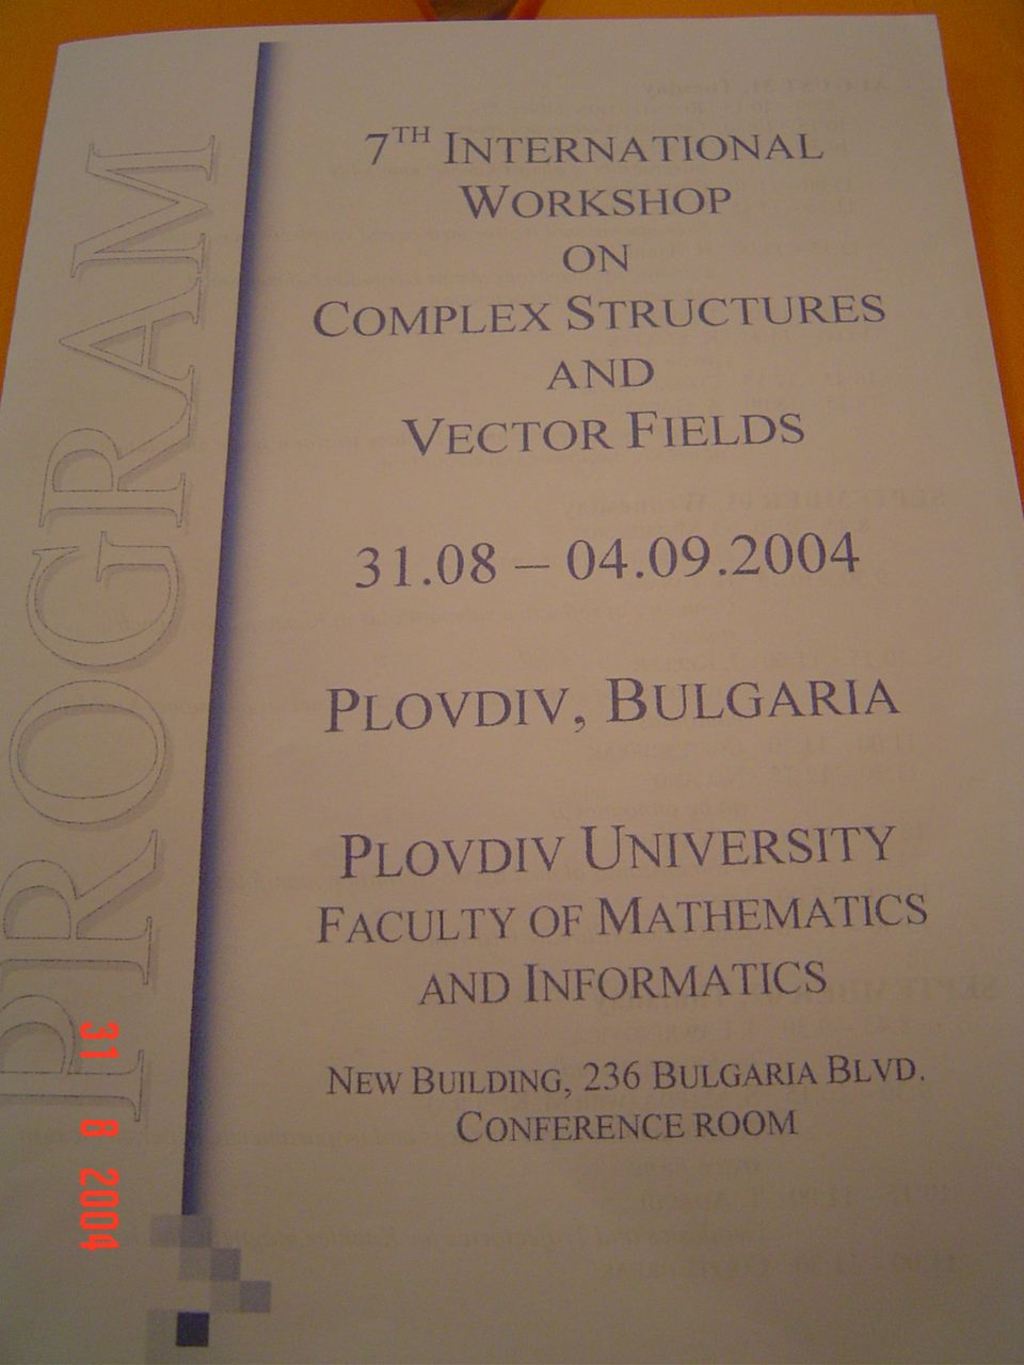 PROGRAM
7TH INTERNATIONAL
WORKSHOP
ON
COMPLEX STRUCTURES
AND
VECTOR FIELDS
31.08 – 04.09.2004
PLOVDIV, BULGARIA
PLOVDIV UNIVERSITY
FACULTY OF MATHEMATICS
AND INFORMATICS
NEW BUILDING, 236 BULGARIA BLVD.
CONFERENCE ROOM
31 8 2004